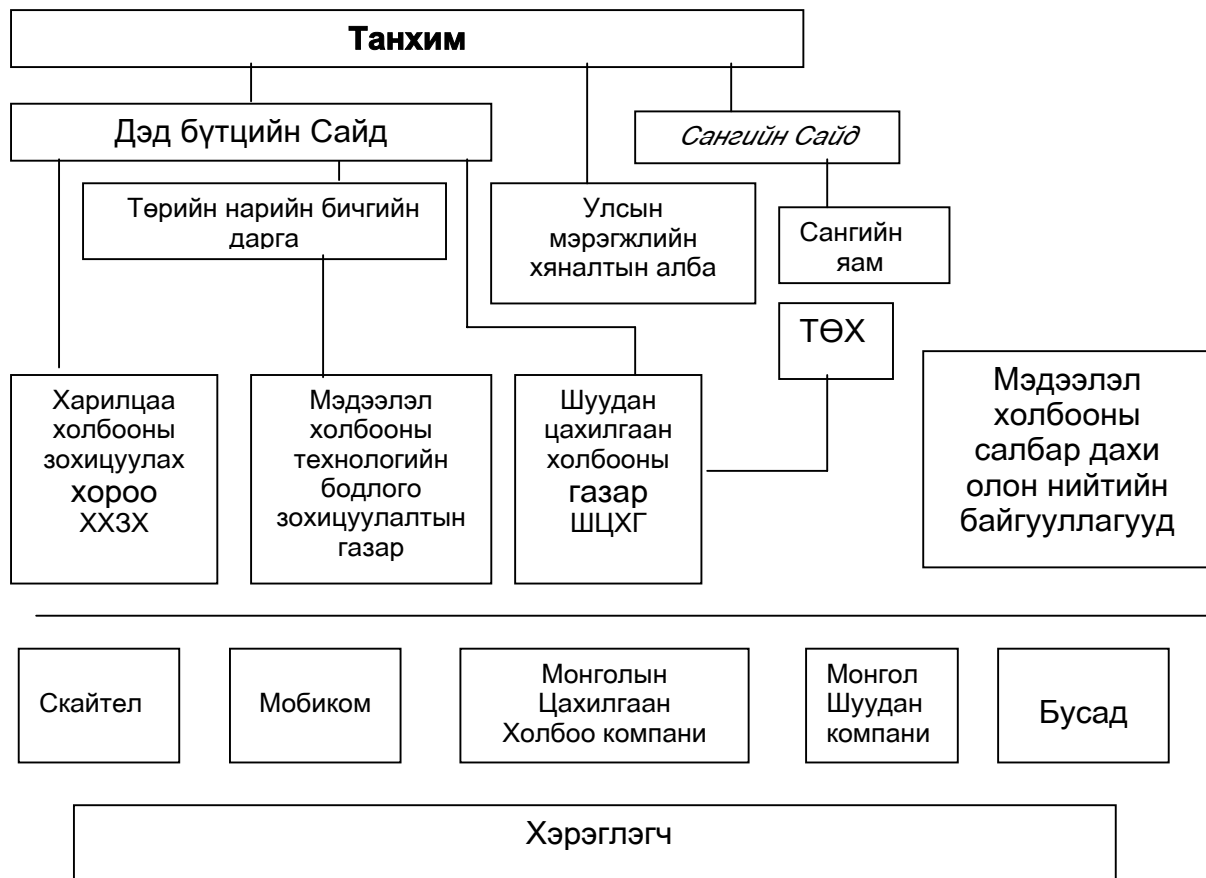 Танхим
Дэд бүтцийн Сайд
Сангийн Сайд
Төрийн нарийн бичгийн
дарга
Улсын
мэрэгжлийн
хяналтын алба
Сангийн
яам
ТӨХ
Харилцаа
холбооны
зохицуулах
хороо
ХХЗХ
Мэдээлэл
холбооны
технологийн
бодлого
зохицуулалтын
газар
Шуудан
цахилгаан
холбооны
газар
ШЦХГ
Мэдээлэл
холбооны
салбар дахи
олон нийтийн
байгууллагууд
Скайтел
Мобиком
Монголын
Цахилгаан
Холбоо компани
Монгол
Шуудан
компани
Бусад
Хэрэглэгч